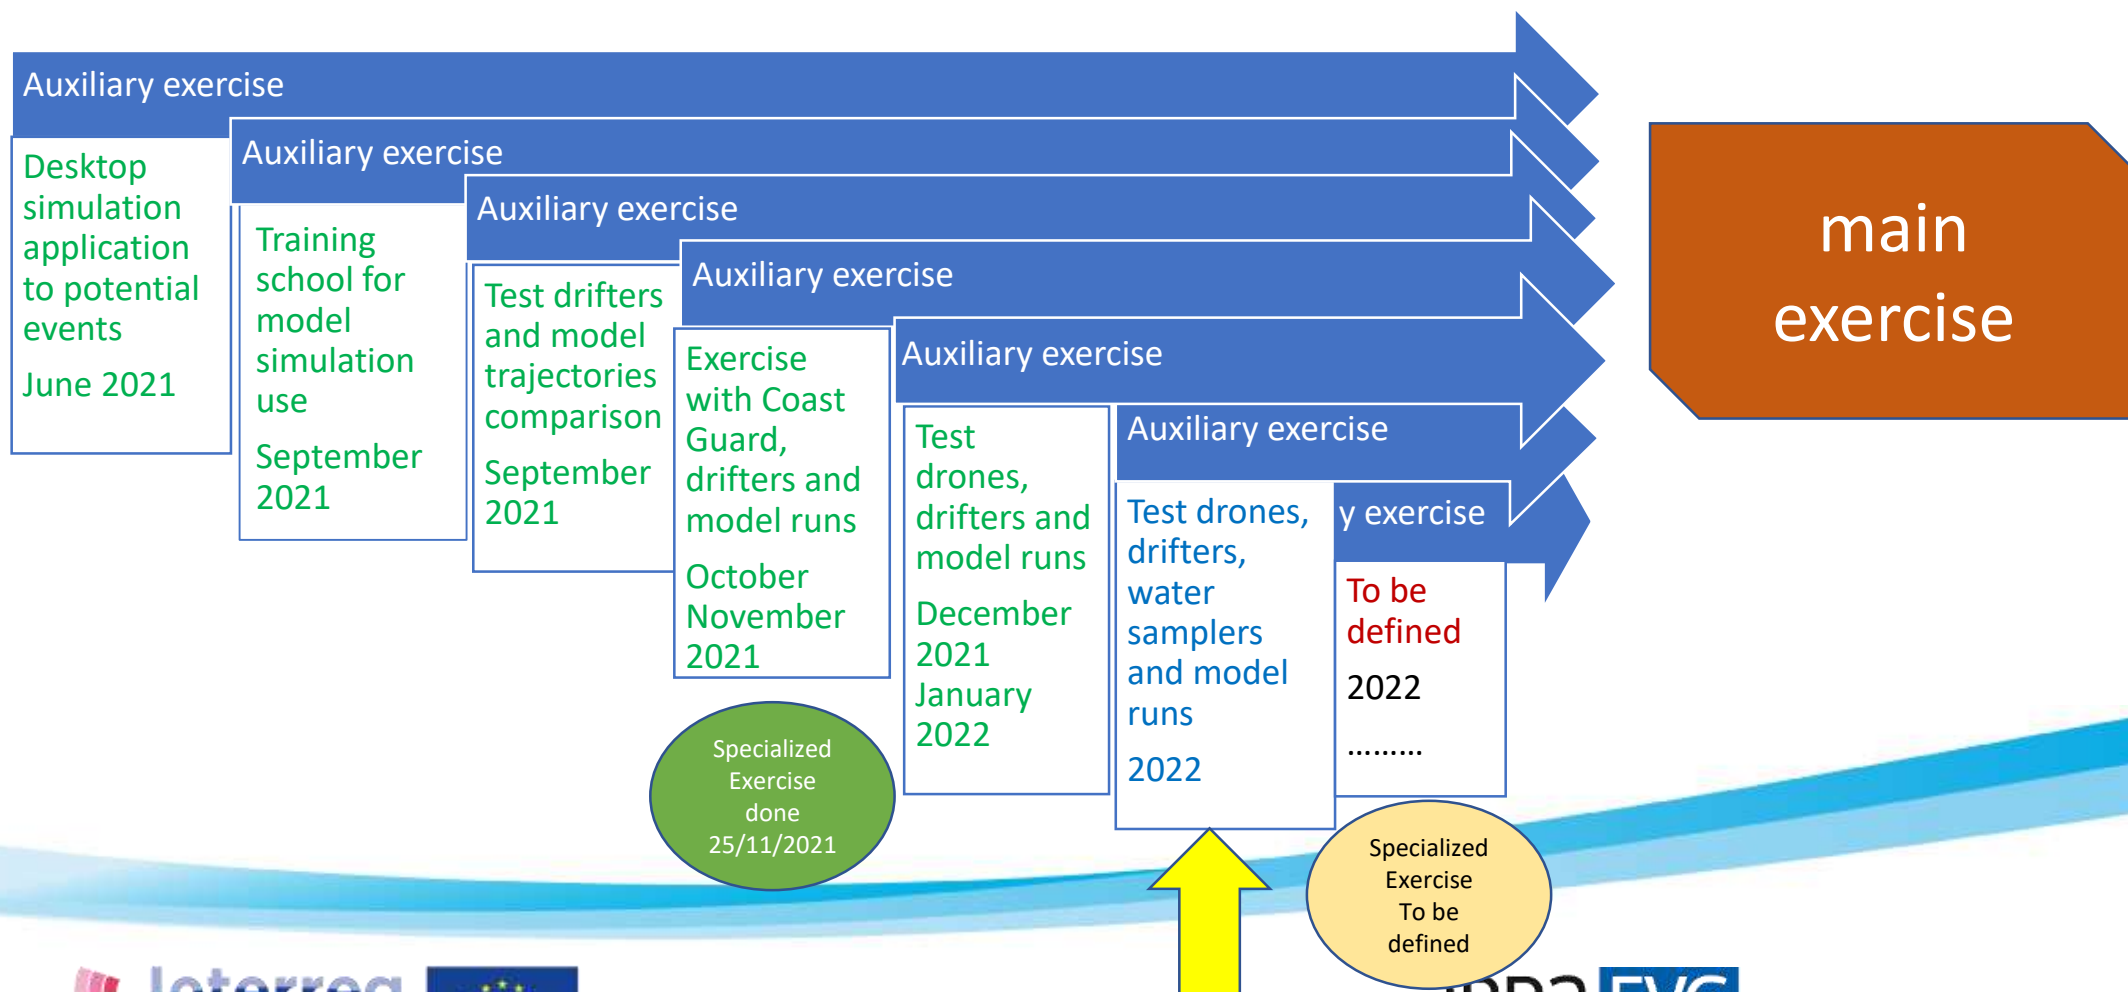 Auxiliary exercise
Desktop
simulation
application
to potential
events
June 2021
Auxiliary exercise
Training
school for
model
simulation
use
September
2021
Auxiliary exercise
Test drifters
and model
trajectories
comparison
September
2021
Auxiliary exercise
Exercise
with Coast
Guard,
drifters and
model runs
October
November
2021
Auxiliary exercise
Test
drones,
drifters and
model runs
December
2021
January
2022
Auxiliary exercise
Test drones,
drifters,
water
samplers
and model
runs
2022
y exercise
To be
defined
2022
………
main
exercise
Specialized
Exercise
done
25/11/2021
Specialized
Exercise
To be
defined
Interreg